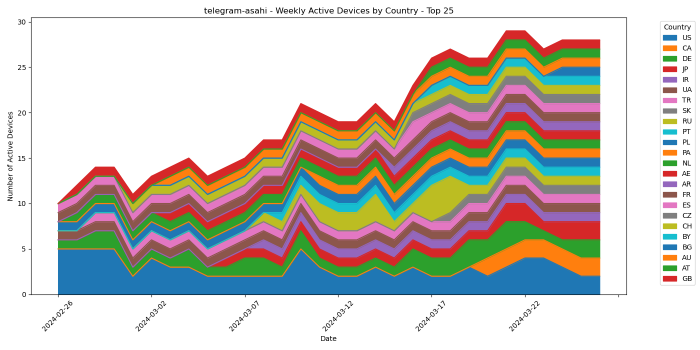 telegram-asahi - Weekly Active Devices by Country - Top 25
Number of Active Devices
30
25
20
15
10
5
0
2024-02-26
2024-03-02
2024-03-07
2024-03-12
2024-03-17
2024-03-22
Date
Country
US
CA
DE
JP
IR
UA
TR
SK
RU
PT
PL
PA
NL
AE
AR
FR
ES
CZ
CH
BY
BG
AU
AT
GB